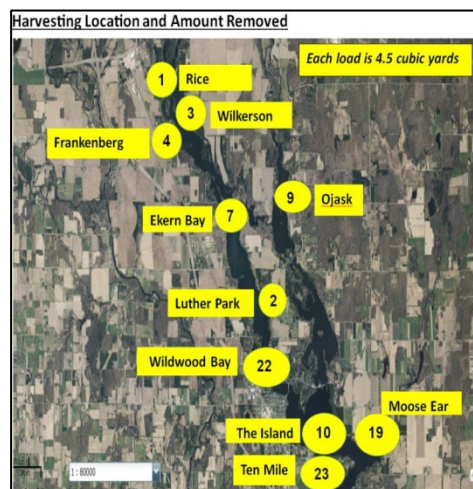 Harvesting Location and Amount Removed
Each load is 4.5 cubic yards
1 Rice
3 Wilkerson
Frankenberg 4
9 Ojask
Ekern Bay 7
Luther Park 2
Wildwood Bay 22
Moose Ear
The Island 10 19
Ten Mile 23
1 : 80000